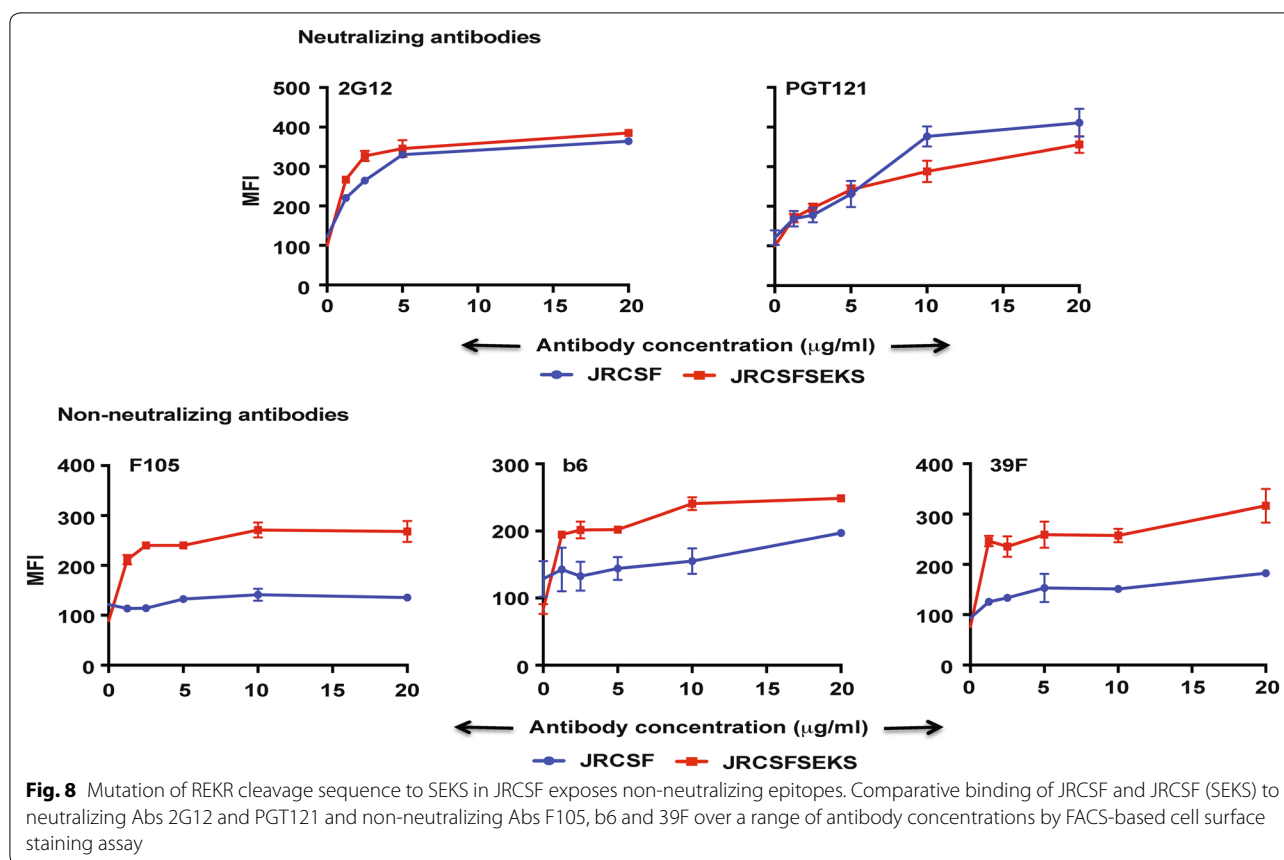 Neutralizing antibodies
2G12
PGT121
500
400
300
200
100
0
MFI
0 5 10 15 20
0 5 10 15 20
Antibody concentration (μg/ml)
JRCSF JRCSFSEKS
Non-neutralizing antibodies
F105
b6
39F
400
300
200
100
0
MFI
0 5 10 15 20
300
200
100
0
0 5 10 15 20
400
300
200
100
0
0 5 10 15 20
Antibody concentration (μg/ml)
JRCSF JRCSFSEKS
Fig. 8 Mutation of REKR cleavage sequence to SEKS in JRCSF exposes non-neutralizing epitopes. Comparative binding of JRCSF and JRCSF (SEKS) to
neutralizing Abs 2G12 and PGT121 and non-neutralizing Abs F105, b6 and 39F over a range of antibody concentrations by FACS-based cell surface
staining assay